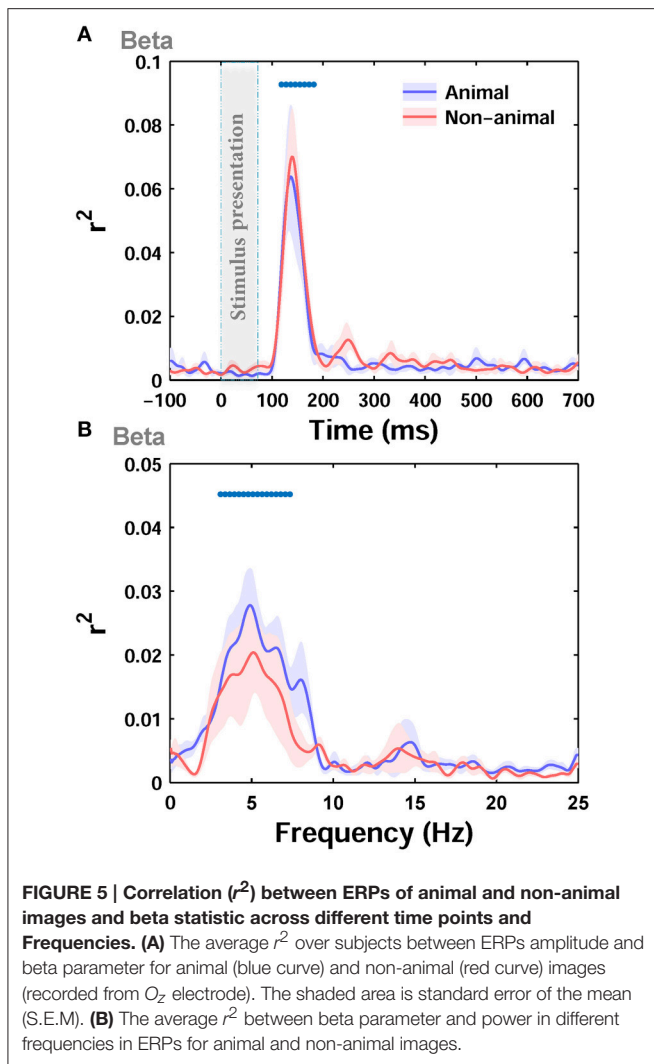 A
Beta
0.1
0.08
0.06
0.04
0.02
0
r²
Stimulus presentation
Animal
Non-animal
-100 0 100 200 300 400 500 600 700
Time (ms)
B
Beta
0.05
0.04
0.03
0.02
0.01
0
r²
0 5 10 15 20 25
Frequency (Hz)
FIGURE 5 | Correlation (r²) between ERPs of animal and non-animal
images and beta statistic across different time points and
Frequencies. (A) The average r² over subjects between ERPs amplitude and
beta parameter for animal (blue curve) and non-animal (red curve) images
(recorded from Oz electrode). The shaded area is standard error of the mean
(S.E.M). (B) The average r² between beta parameter and power in different
frequencies in ERPs for animal and non-animal images.